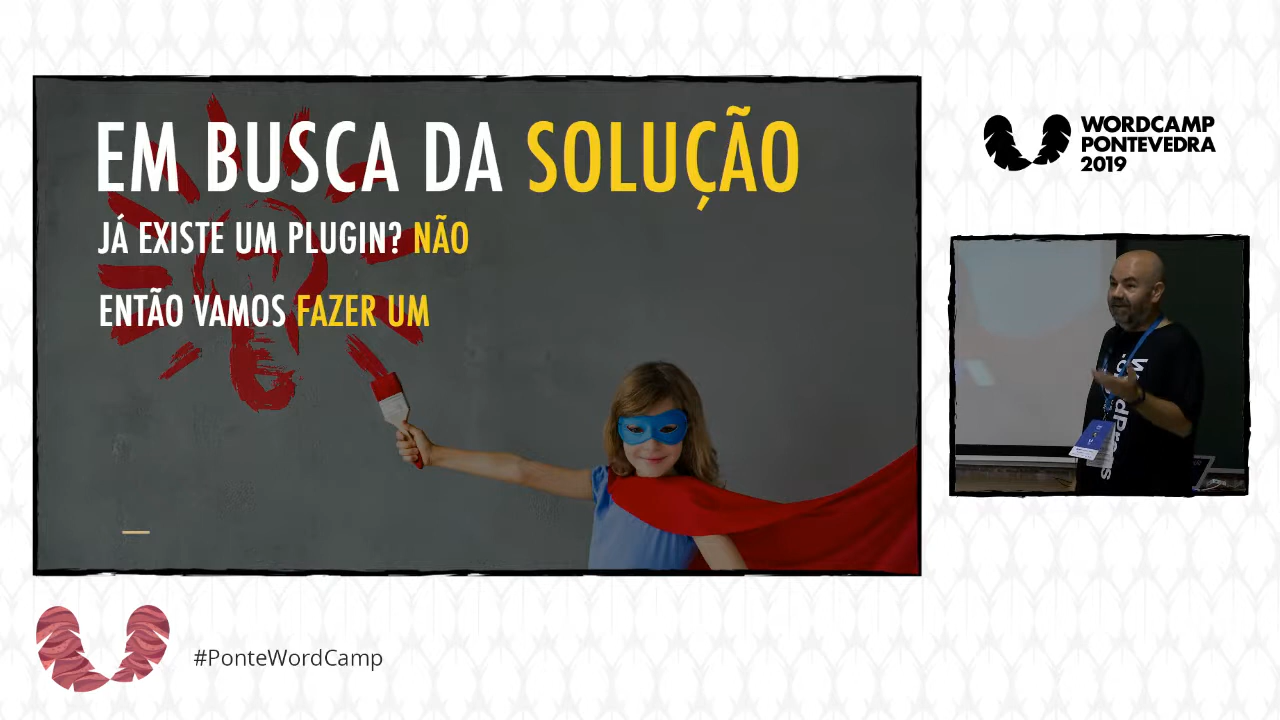 EM BUSCA DA SOLUÇÃO
JÁ EXISTE UM PLUGIN? NÃO
ENTÃO VAMOS FAZER UM
WORDCAMP
PONTEVEDRA
2019
#PonteWordCamp